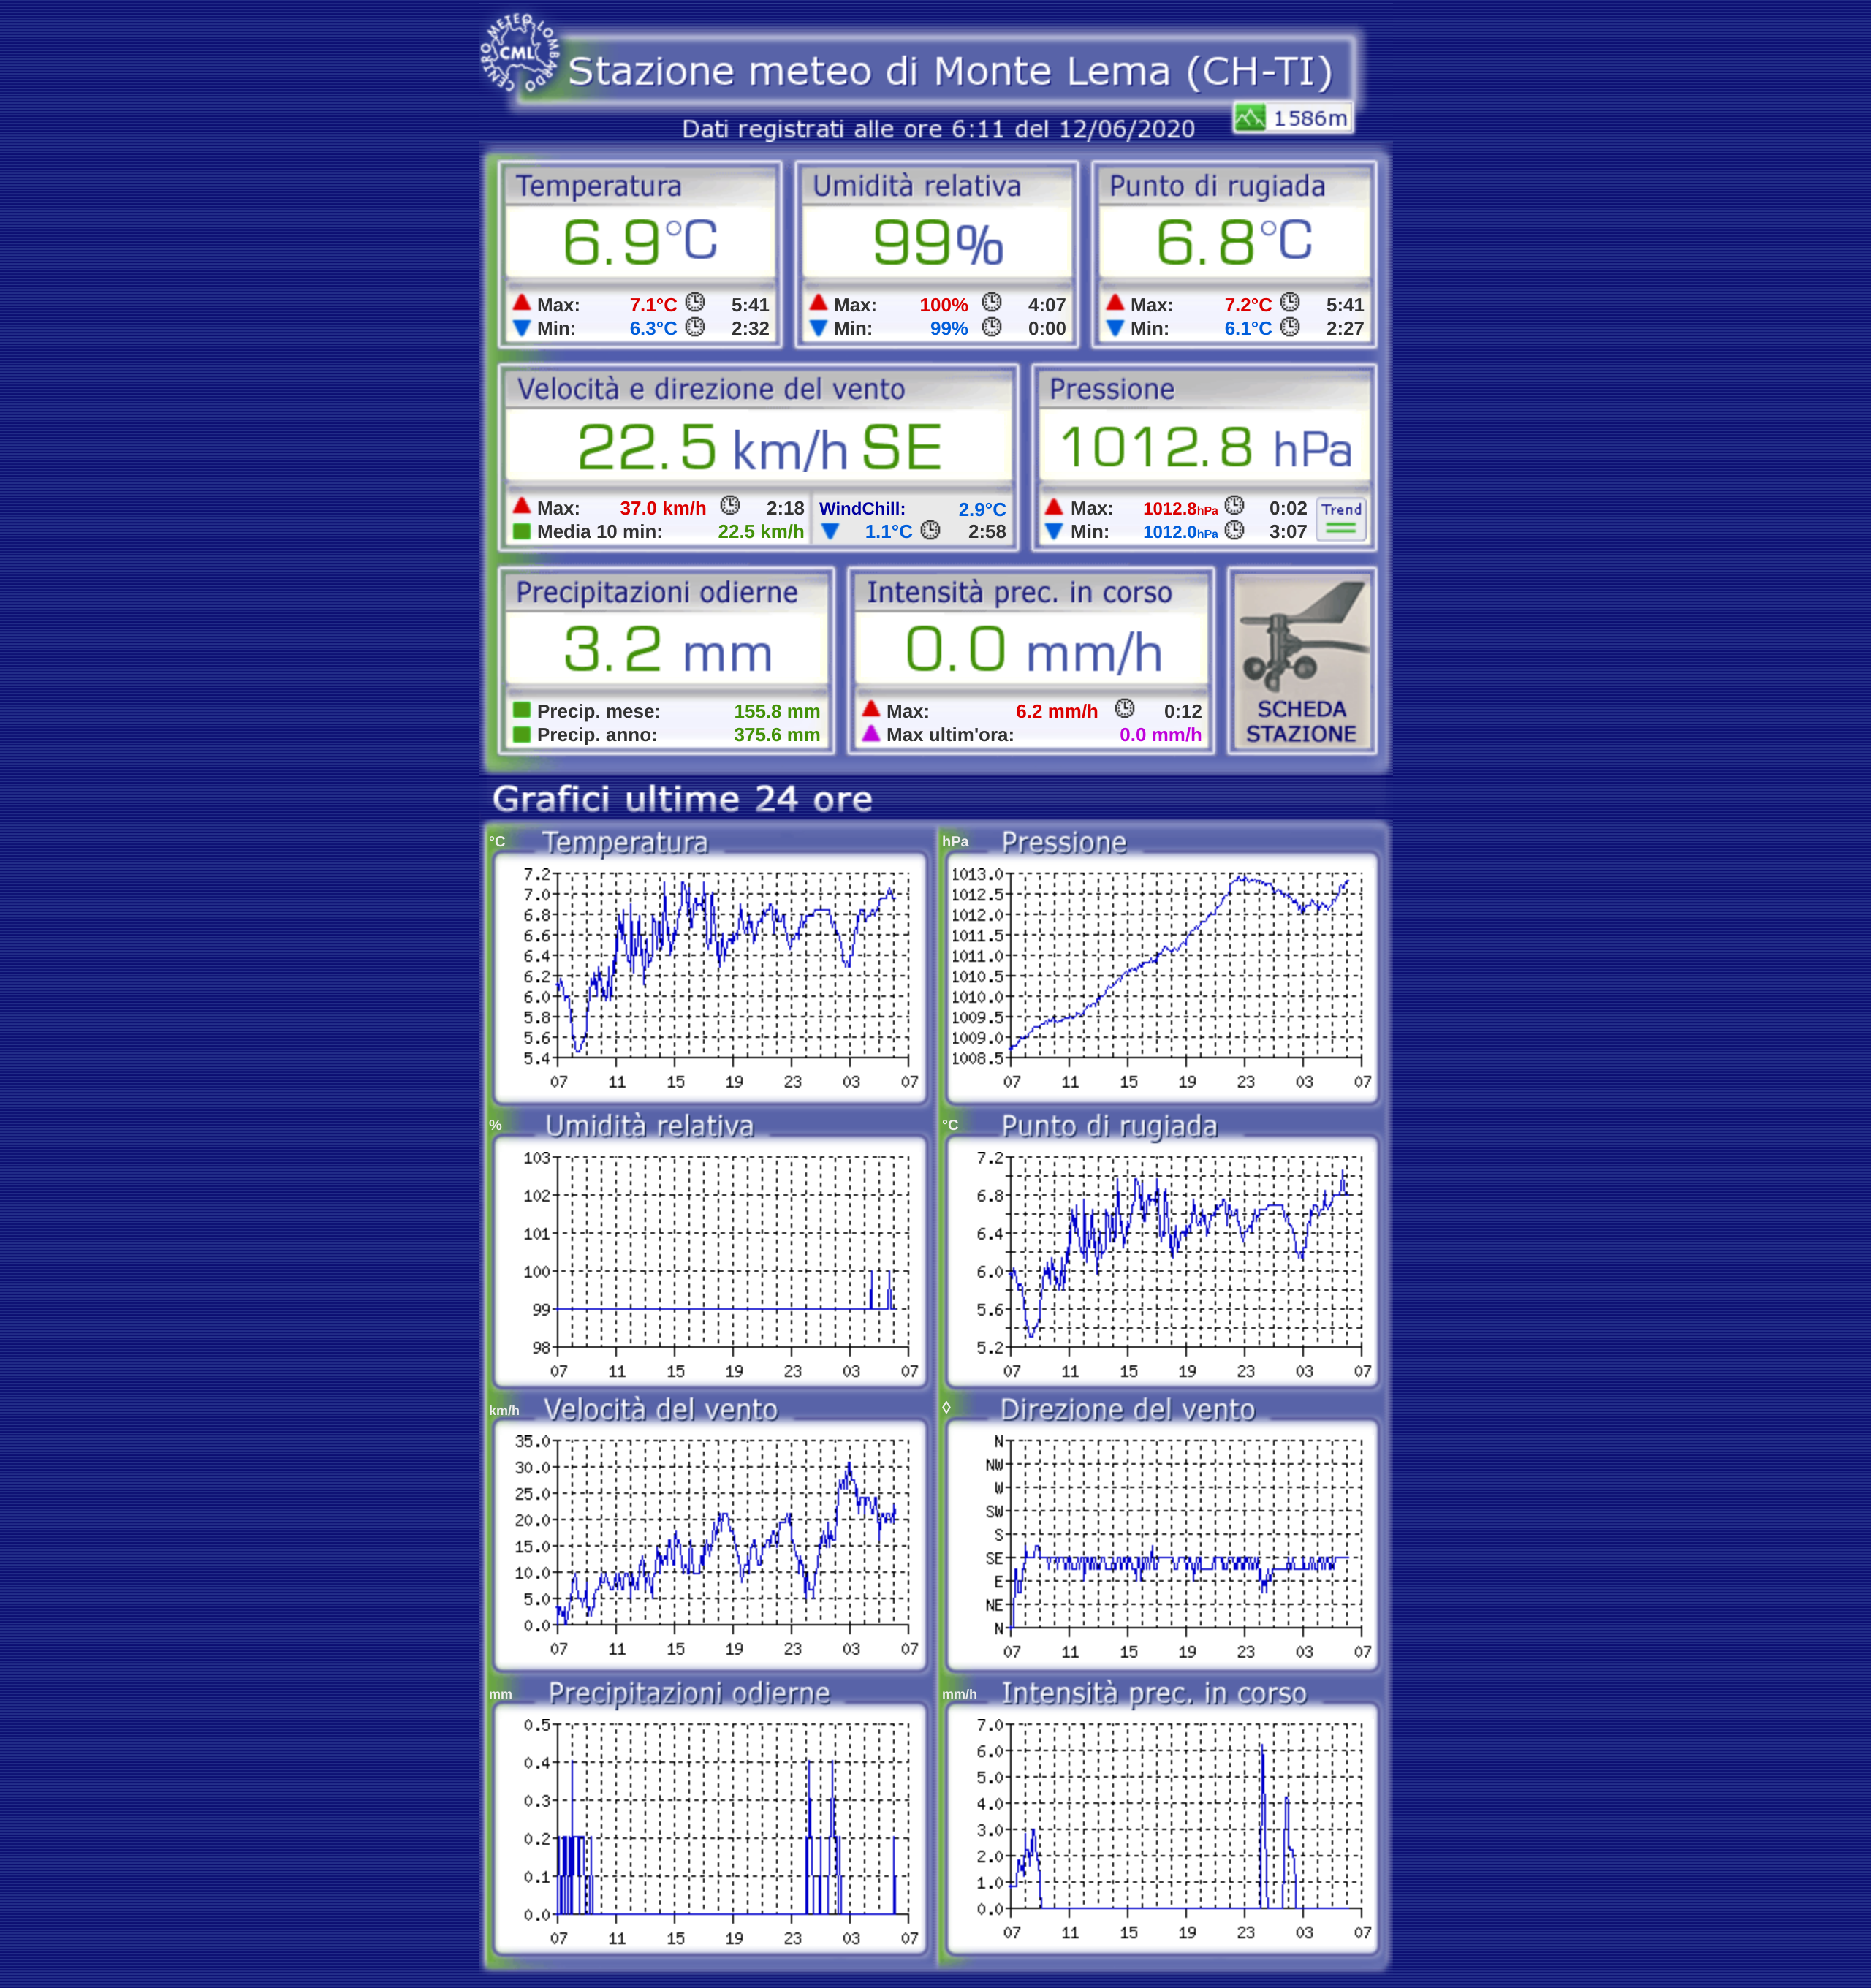 CENTRO METEO LOMBARDO
CML
Stazione meteo di Monte Lema (CH-TI)
1586m
Dati registrati alle ore 6:11 del 12/06/2020
Temperatura
6.9°C
Max: 7.1°C 5:41
Min: 6.3°C 2:32
Umidità relativa
99%
Max: 100% 4:07
Min: 99% 0:00
Punto di rugiada
6.8°C
Max: 7.2°C 5:41
Min: 6.1°C 2:27
Velocità e direzione del vento
22.5 km/h SE
Max: 37.0 km/h 2:18
Media 10 min: 22.5 km/h
WindChill: 2.9°C
1.1°C 2:58
Pressione
1012.8 hPa
Max: 1012.8hPa 0:02
Min: 1012.0hPa 3:07
Trend
Precipitazioni odierne
3.2 mm
Precip. mese: 155.8 mm
Precip. anno: 375.6 mm
Intensità prec. in corso
0.0 mm/h
Max: 6.2 mm/h 0:12
Max ultim'ora: 0.0 mm/h
SCHEDA
STAZIONE
Grafici ultime 24 ore
°C Temperatura
7.2
7.0
6.8
6.6
6.4
6.2
6.0
5.8
5.6
5.4
07 11 15 19 23 03 07
hPa Pressione
1013.0
1012.5
1012.0
1011.5
1011.0
1010.5
1010.0
1009.5
1009.0
1008.5
07 11 15 19 23 03 07
% Umidità relativa
103
102
101
100
99
98
07 11 15 19 23 03 07
°C Punto di rugiada
7.2
6.8
6.4
6.0
5.6
5.2
07 11 15 19 23 03 07
km/h Velocità del vento
35.0
30.0
25.0
20.0
15.0
10.0
5.0
0.0
07 11 15 19 23 03 07
◊ Direzione del vento
N
NW
W
SW
S
SE
E
NE
N
07 11 15 19 23 03 07
mm Precipitazioni odierne
0.5
0.4
0.3
0.2
0.1
0.0
07 11 15 19 23 03 07
mm/h Intensità prec. in corso
7.0
6.0
5.0
4.0
3.0
2.0
1.0
0.0
07 11 15 19 23 03 07